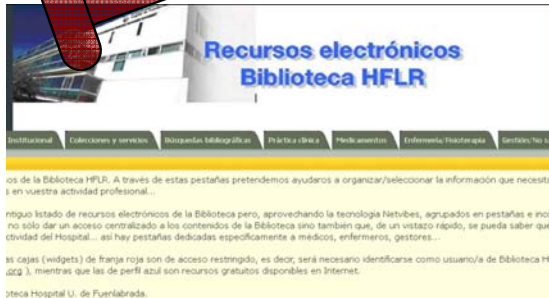 Recursos electrónicos
Biblioteca HFLR
Institucional Colecciones y servicios Búsquedas bibliográficas Práctica clínica Medicamentos Enfermería/Fisioterapia Gestión/No s
os de la Biblioteca HFLR. A través de estas pestañas pretendemos ayudaros a organizar/seleccionar la información que necesita
s en vuestra actividad profesional...
ntiguo listado de recursos electrónicos de la Biblioteca pero, aprovechando la tecnología Netvibes, agrupados en pestañas e inc
no sólo dar un acceso centralizado a los contenidos de la Biblioteca sino también que, de un vistazo rápido, se pueda saber qué
ctividad del Hospital... así hay pestañas dedicadas específicamente a médicos, enfermeros, gestores...
as cajas (widgets) de franja roja son de acceso restringido, es decir, será necesario identificarse como usuario/a de Biblioteca H
.org ), mientras que las de perfil azul son recursos gratuitos disponibles en Internet.
oteca Hospital U. de Fuenlabrada.